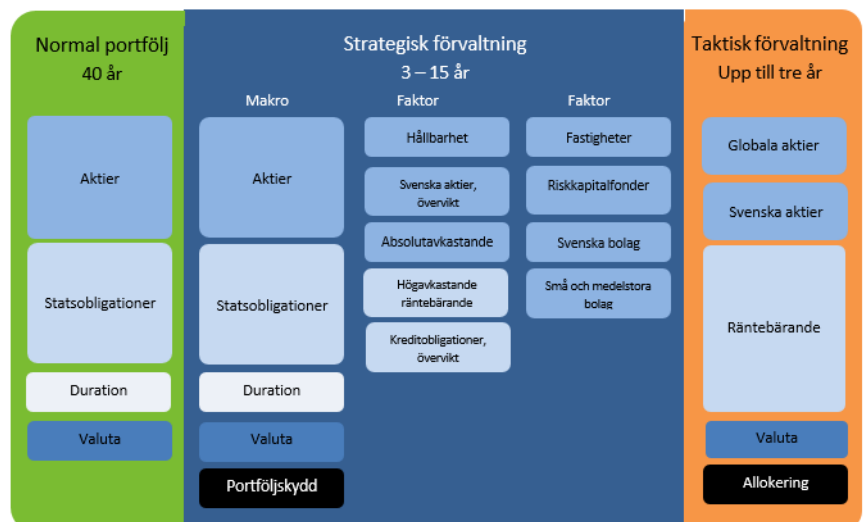 Normal portfölj
40 år
Aktier
Statsobligationer
Duration
Valuta
Strategisk förvaltning
3 – 15 år
Makro
Aktier
Statsobligationer
Duration
Valuta
Portföljskydd
Faktor
Hållbarhet
Svenska aktier,
övervikt
Absolutavkastande
Högavkastande
räntebärande
Kreditobligationer,
övervikt
Faktor
Fastigheter
Riskkapitalfonder
Svenska bolag
Små och medelstora
bolag
Taktisk förvaltning
Upp till tre år
Globala aktier
Svenska aktier
Räntebärande
Valuta
Allokering